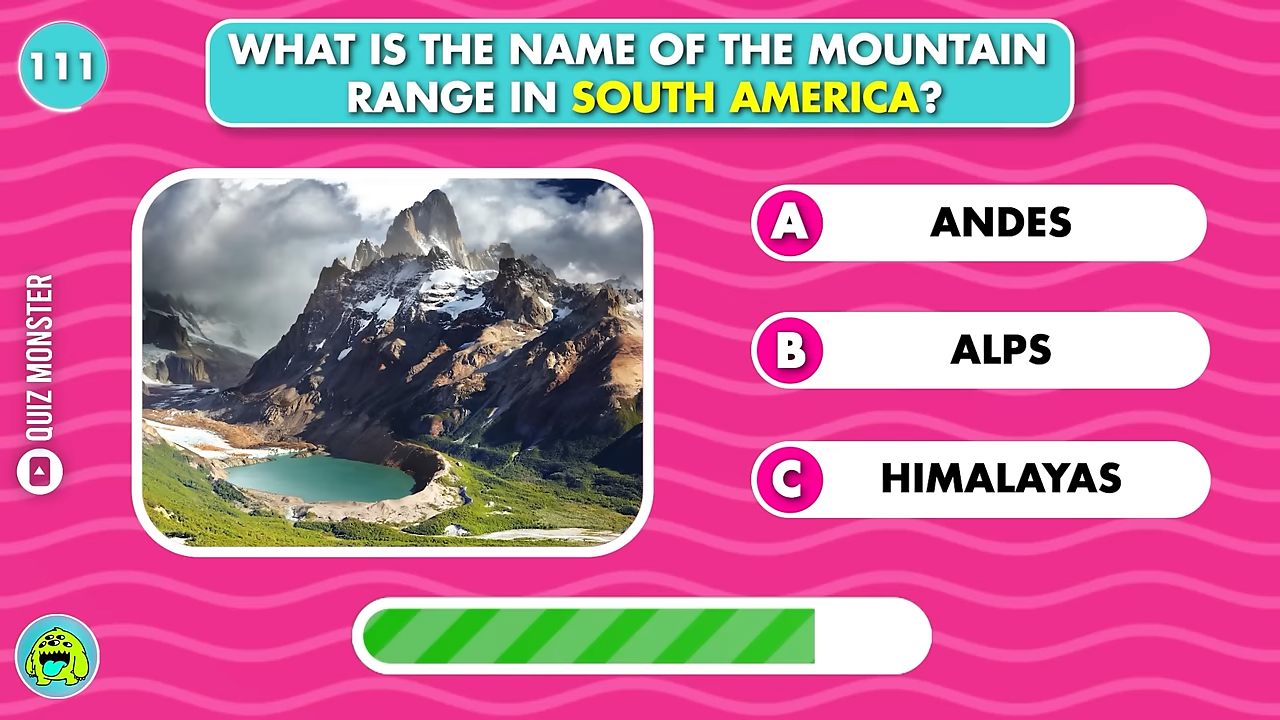 111
WHAT IS THE NAME OF THE MOUNTAIN
RANGE IN SOUTH AMERICA?
A ANDES
B ALPS
C HIMALAYAS
QUIZ MONSTER